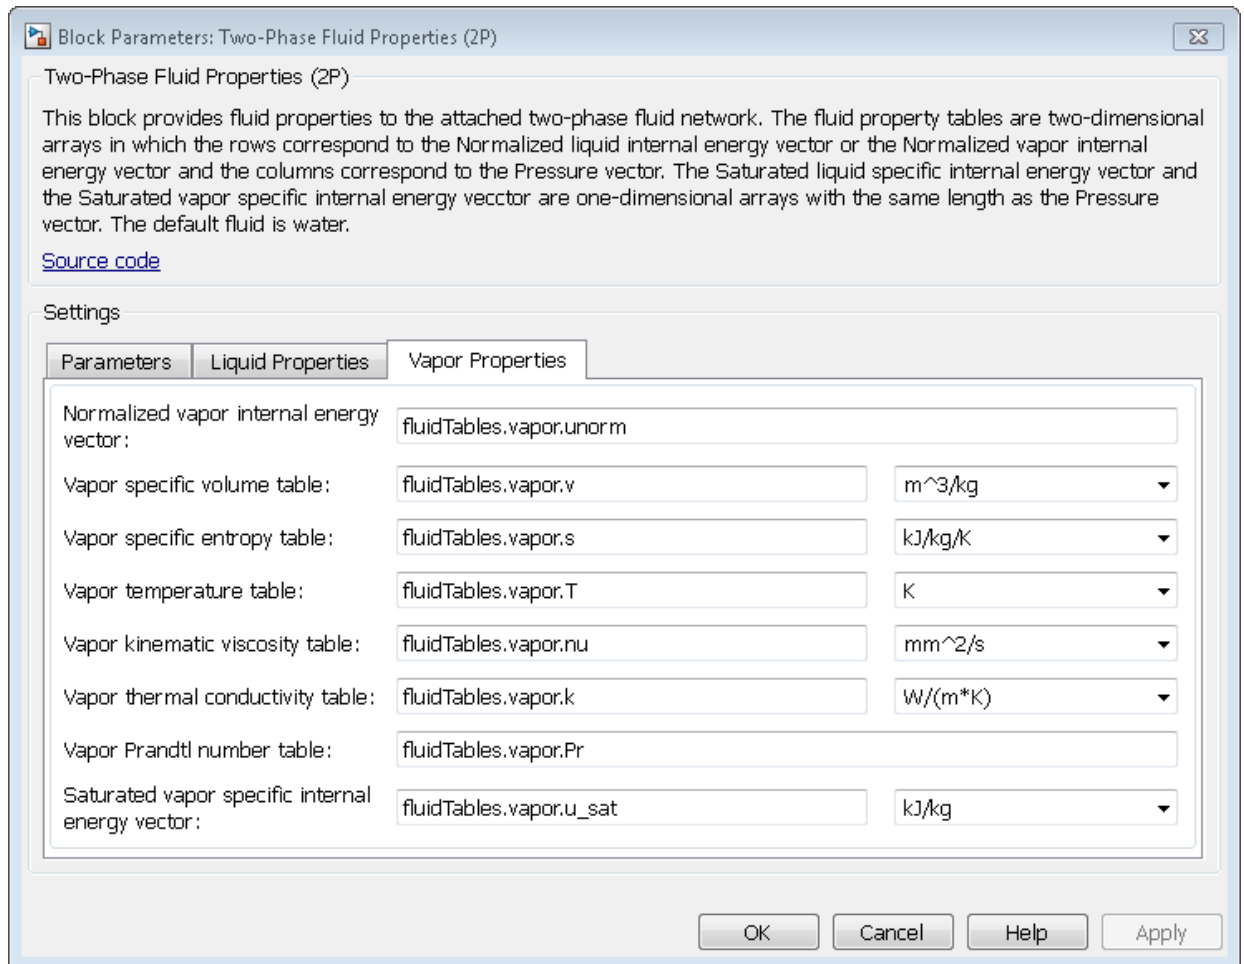 Block Parameters: Two-Phase Fluid Properties (2P)
Two-Phase Fluid Properties (2P)
This block provides fluid properties to the attached two-phase fluid network. The fluid property tables are two-dimensional
arrays in which the rows correspond to the Normalized liquid internal energy vector or the Normalized vapor internal
energy vector and the columns correspond to the Pressure vector. The Saturated liquid specific internal energy vector and
the Saturated vapor specific internal energy vecctor are one-dimensional arrays with the same length as the Pressure
vector. The default fluid is water.
Source code
Settings
Parameters Liquid Properties Vapor Properties
Normalized vapor internal energy
vector: fluidTables.vapor.unorm
Vapor specific volume table: fluidTables.vapor.v m^3/kg
Vapor specific entropy table: fluidTables.vapor.s kJ/kg/K
Vapor temperature table: fluidTables.vapor.T K
Vapor kinematic viscosity table: fluidTables.vapor.nu mm^2/s
Vapor thermal conductivity table: fluidTables.vapor.k W/(m*K)
Vapor Prandtl number table: fluidTables.vapor.Pr
Saturated vapor specific internal
energy vector: fluidTables.vapor.u_sat kJ/kg
OK Cancel Help Apply